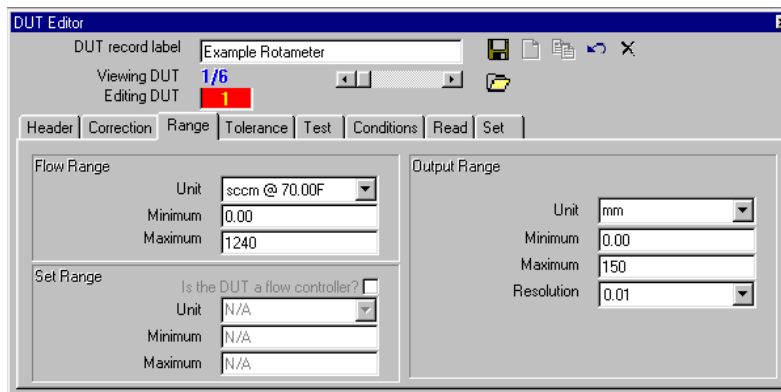 DUT Editor
DUT record label Example Rotameter
Viewing DUT 1/6
Editing DUT 1
Header Correction Range Tolerance Test Conditions Read Set
Flow Range
Unit sccm @ 70.00F
Minimum 0.00
Maximum 1240
Set Range
Is the DUT a flow controller?
Unit N/A
Minimum N/A
Maximum N/A
Output Range
Unit mm
Minimum 0.00
Maximum 150
Resolution 0.01